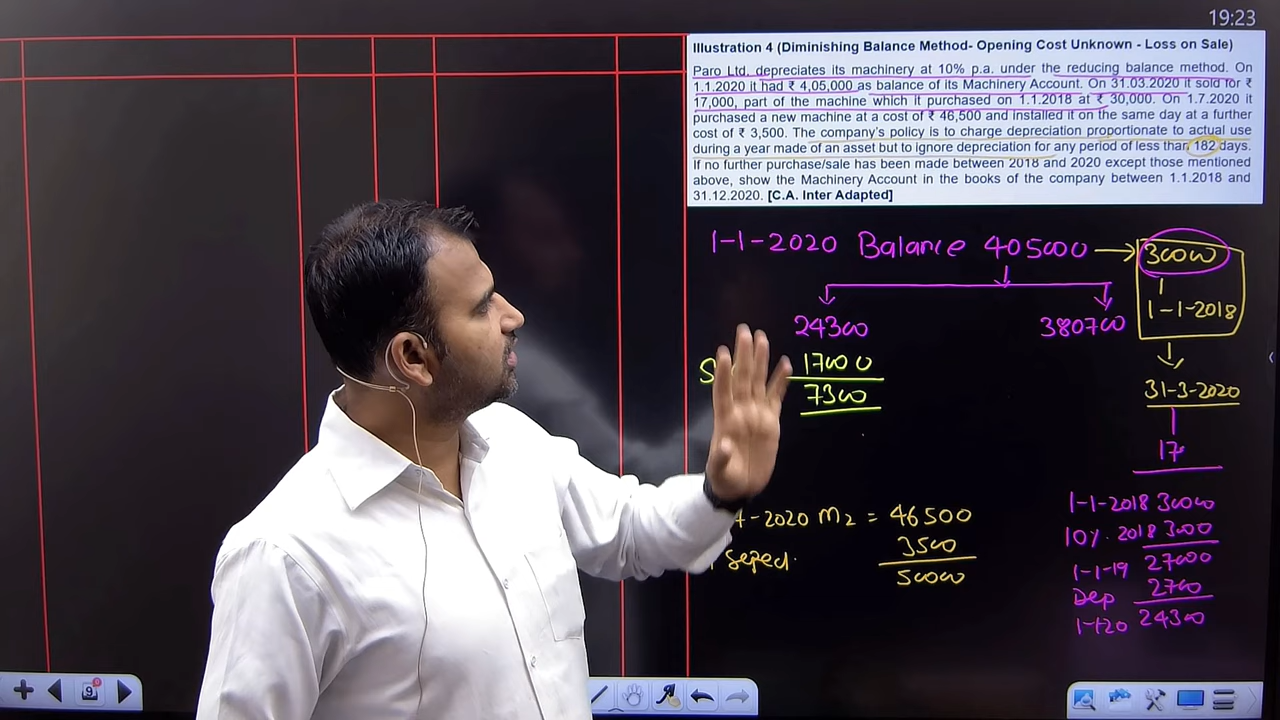 19:23
Illustration 4 (Diminishing Balance Method- Opening Cost Unknown - Loss on Sale)
Paro Ltd. depreciates its machinery at 10% p.a. under the reducing balance method. On
1.1.2020 it had ₹ 4,05,000 as balance of its Machinery Account. On 31.03.2020 it sold for ₹
17,000, part of the machine which it purchased on 1.1.2018 at ₹ 30,000. On 1.7.2020 it
purchased a new machine at a cost of ₹ 46,500 and installed it on the same day at a further
cost of ₹ 3,500. The company's policy is to charge depreciation proportionate to actual use
during a year made of an asset but to ignore depreciation for any period of less than 182 days.
If no further purchase/sale has been made between 2018 and 2020 except those mentioned
above, show the Machinery Account in the books of the company between 1.1.2018 and
31.12.2020. [C.A. Inter Adapted]
1-1-2020 Balance 405000
30000
1-1-2018
24300
380700
17000
7300
31-3-2020
17
-2020 M2 = 46500
3500
50000
1-1-2018 30000
10%. 2018 3000
1-1-19 27000
Dep 2700
1-1-20 24300
9